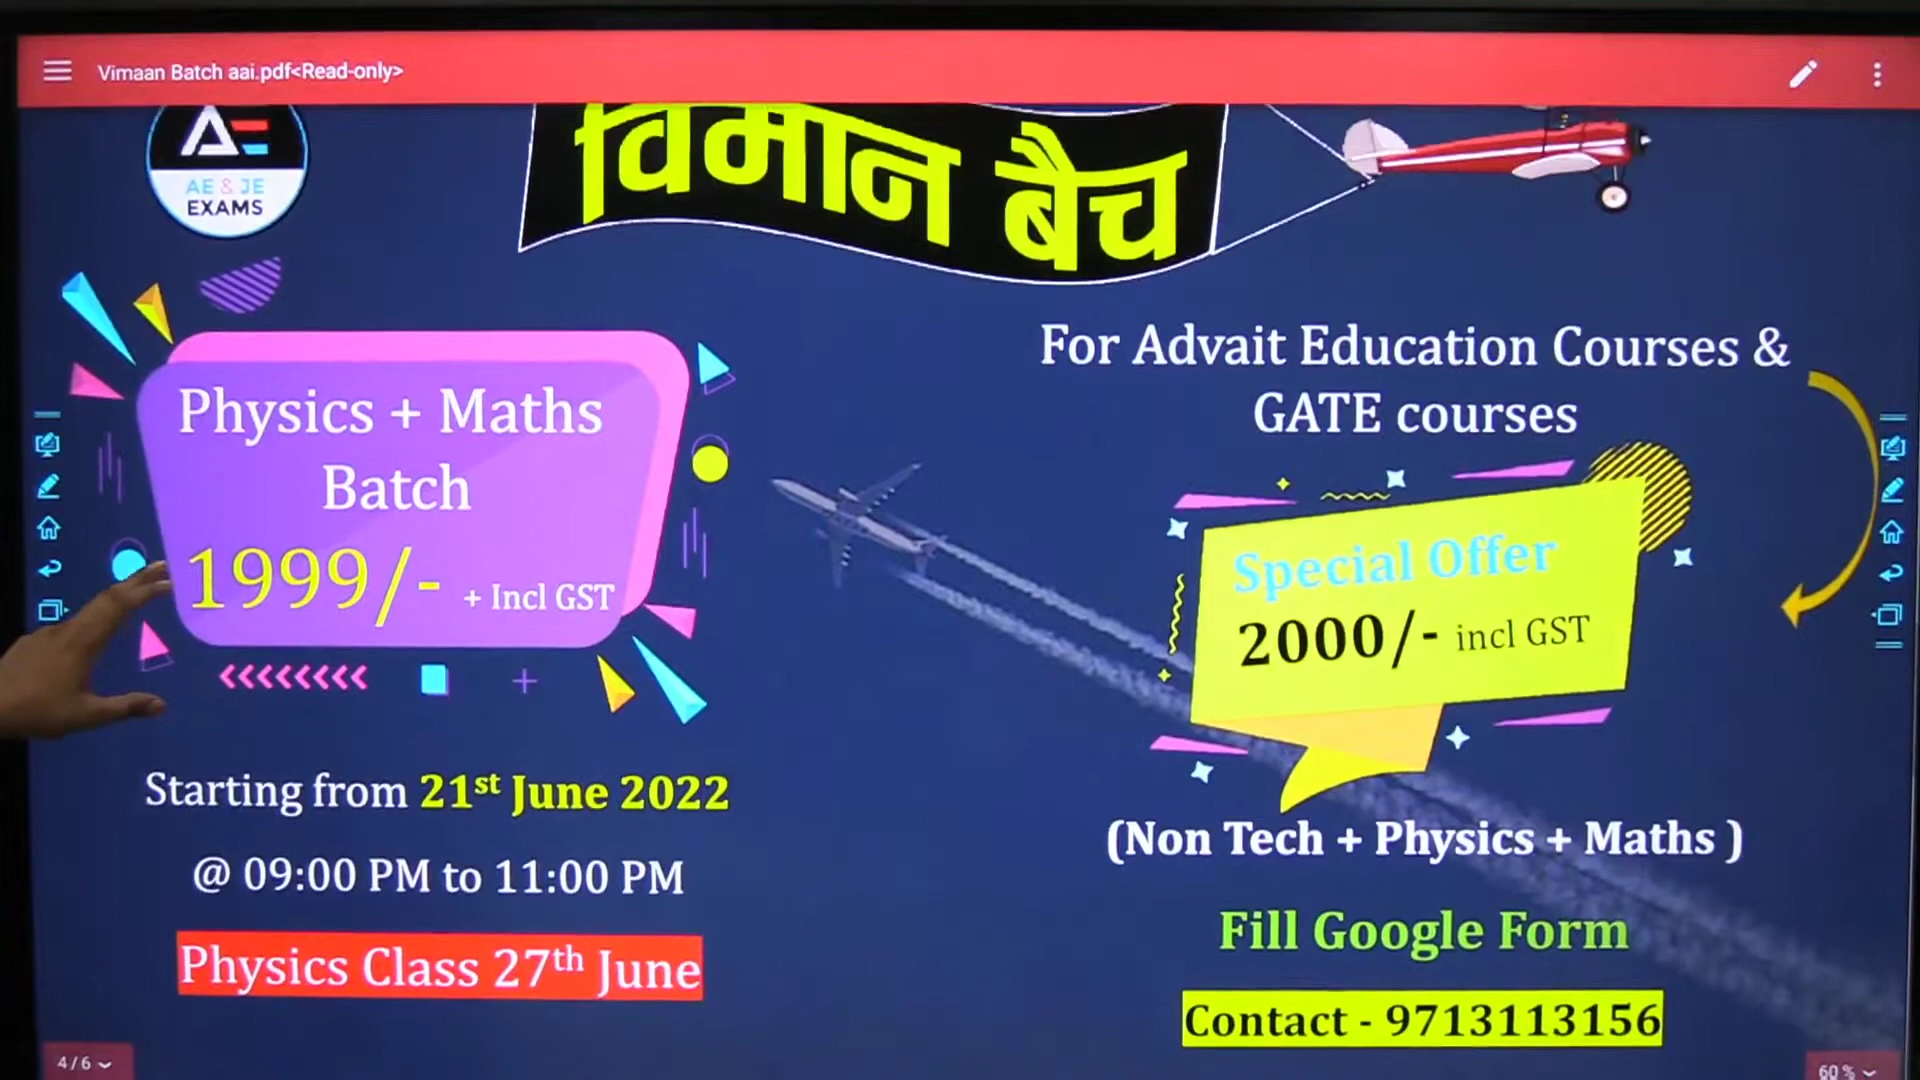 Vimaan Batch aai.pdf<Read-only>
AE
AE & JE
EXAMS
विमान बैच
Physics + Maths
Batch
1999/- + Incl GST
Starting from 21st June 2022
@ 09:00 PM to 11:00 PM
Physics Class 27th June
For Advait Education Courses &
GATE courses
Special Offer
2000/- incl GST
(Non Tech + Physics + Maths )
Fill Google Form
Contact - 9713113156
4 / 6
60 %